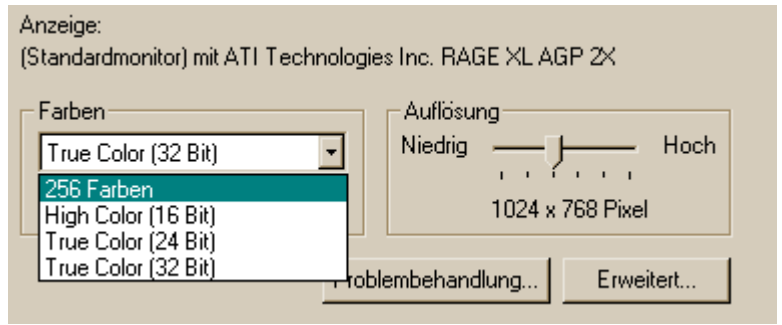 Anzeige:
(Standardmonitor) mit ATI Technologies Inc. RAGE XL AGP 2X
Farben
True Color (32 Bit)
256 Farben
High Color (16 Bit)
True Color (24 Bit)
True Color (32 Bit)
Auflösung
Niedrig Hoch
1024 x 768 Pixel
Problembehandlung...
Erweitert...